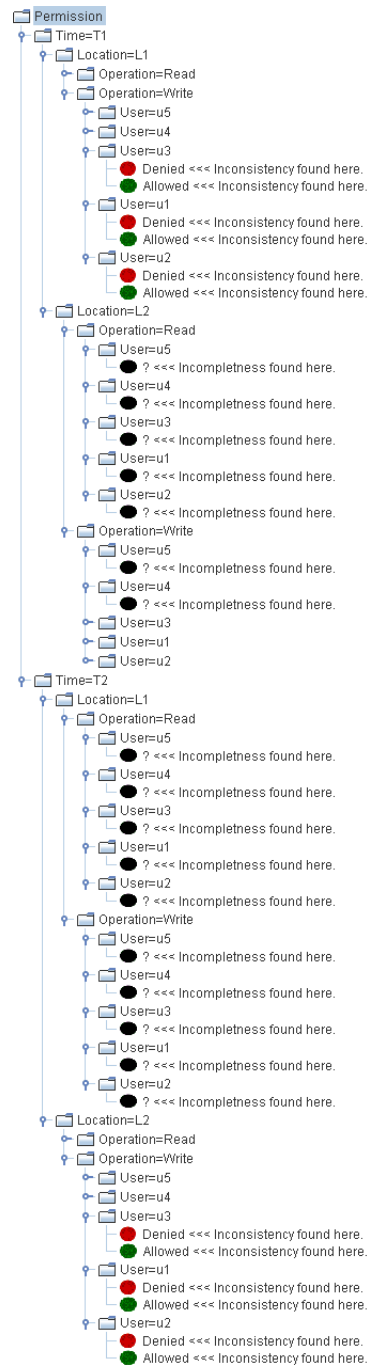 Permission
Time=T1
Location=L1
Operation=Read
Operation=Write
User=u5
User=u4
User=u3
Denied <<< Inconsistency found here.
Allowed <<< Inconsistency found here.
User=u1
Denied <<< Inconsistency found here.
Allowed <<< Inconsistency found here.
User=u2
Denied <<< Inconsistency found here.
Allowed <<< Inconsistency found here.
Location=L2
Operation=Read
User=u5
? <<< Incompletness found here.
User=u4
? <<< Incompletness found here.
User=u3
? <<< Incompletness found here.
User=u1
? <<< Incompletness found here.
User=u2
? <<< Incompletness found here.
Operation=Write
User=u5
? <<< Incompletness found here.
User=u4
? <<< Incompletness found here.
User=u3
User=u1
User=u2
Time=T2
Location=L1
Operation=Read
User=u5
? <<< Incompletness found here.
User=u4
? <<< Incompletness found here.
User=u3
? <<< Incompletness found here.
User=u1
? <<< Incompletness found here.
User=u2
? <<< Incompletness found here.
Operation=Write
User=u5
? <<< Incompletness found here.
User=u4
? <<< Incompletness found here.
User=u3
? <<< Incompletness found here.
User=u1
? <<< Incompletness found here.
User=u2
? <<< Incompletness found here.
Location=L2
Operation=Read
Operation=Write
User=u5
User=u4
User=u3
Denied <<< Inconsistency found here.
Allowed <<< Inconsistency found here.
User=u1
Denied <<< Inconsistency found here.
Allowed <<< Inconsistency found here.
User=u2
Denied <<< Inconsistency found here.
Allowed <<< Inconsistency found here.